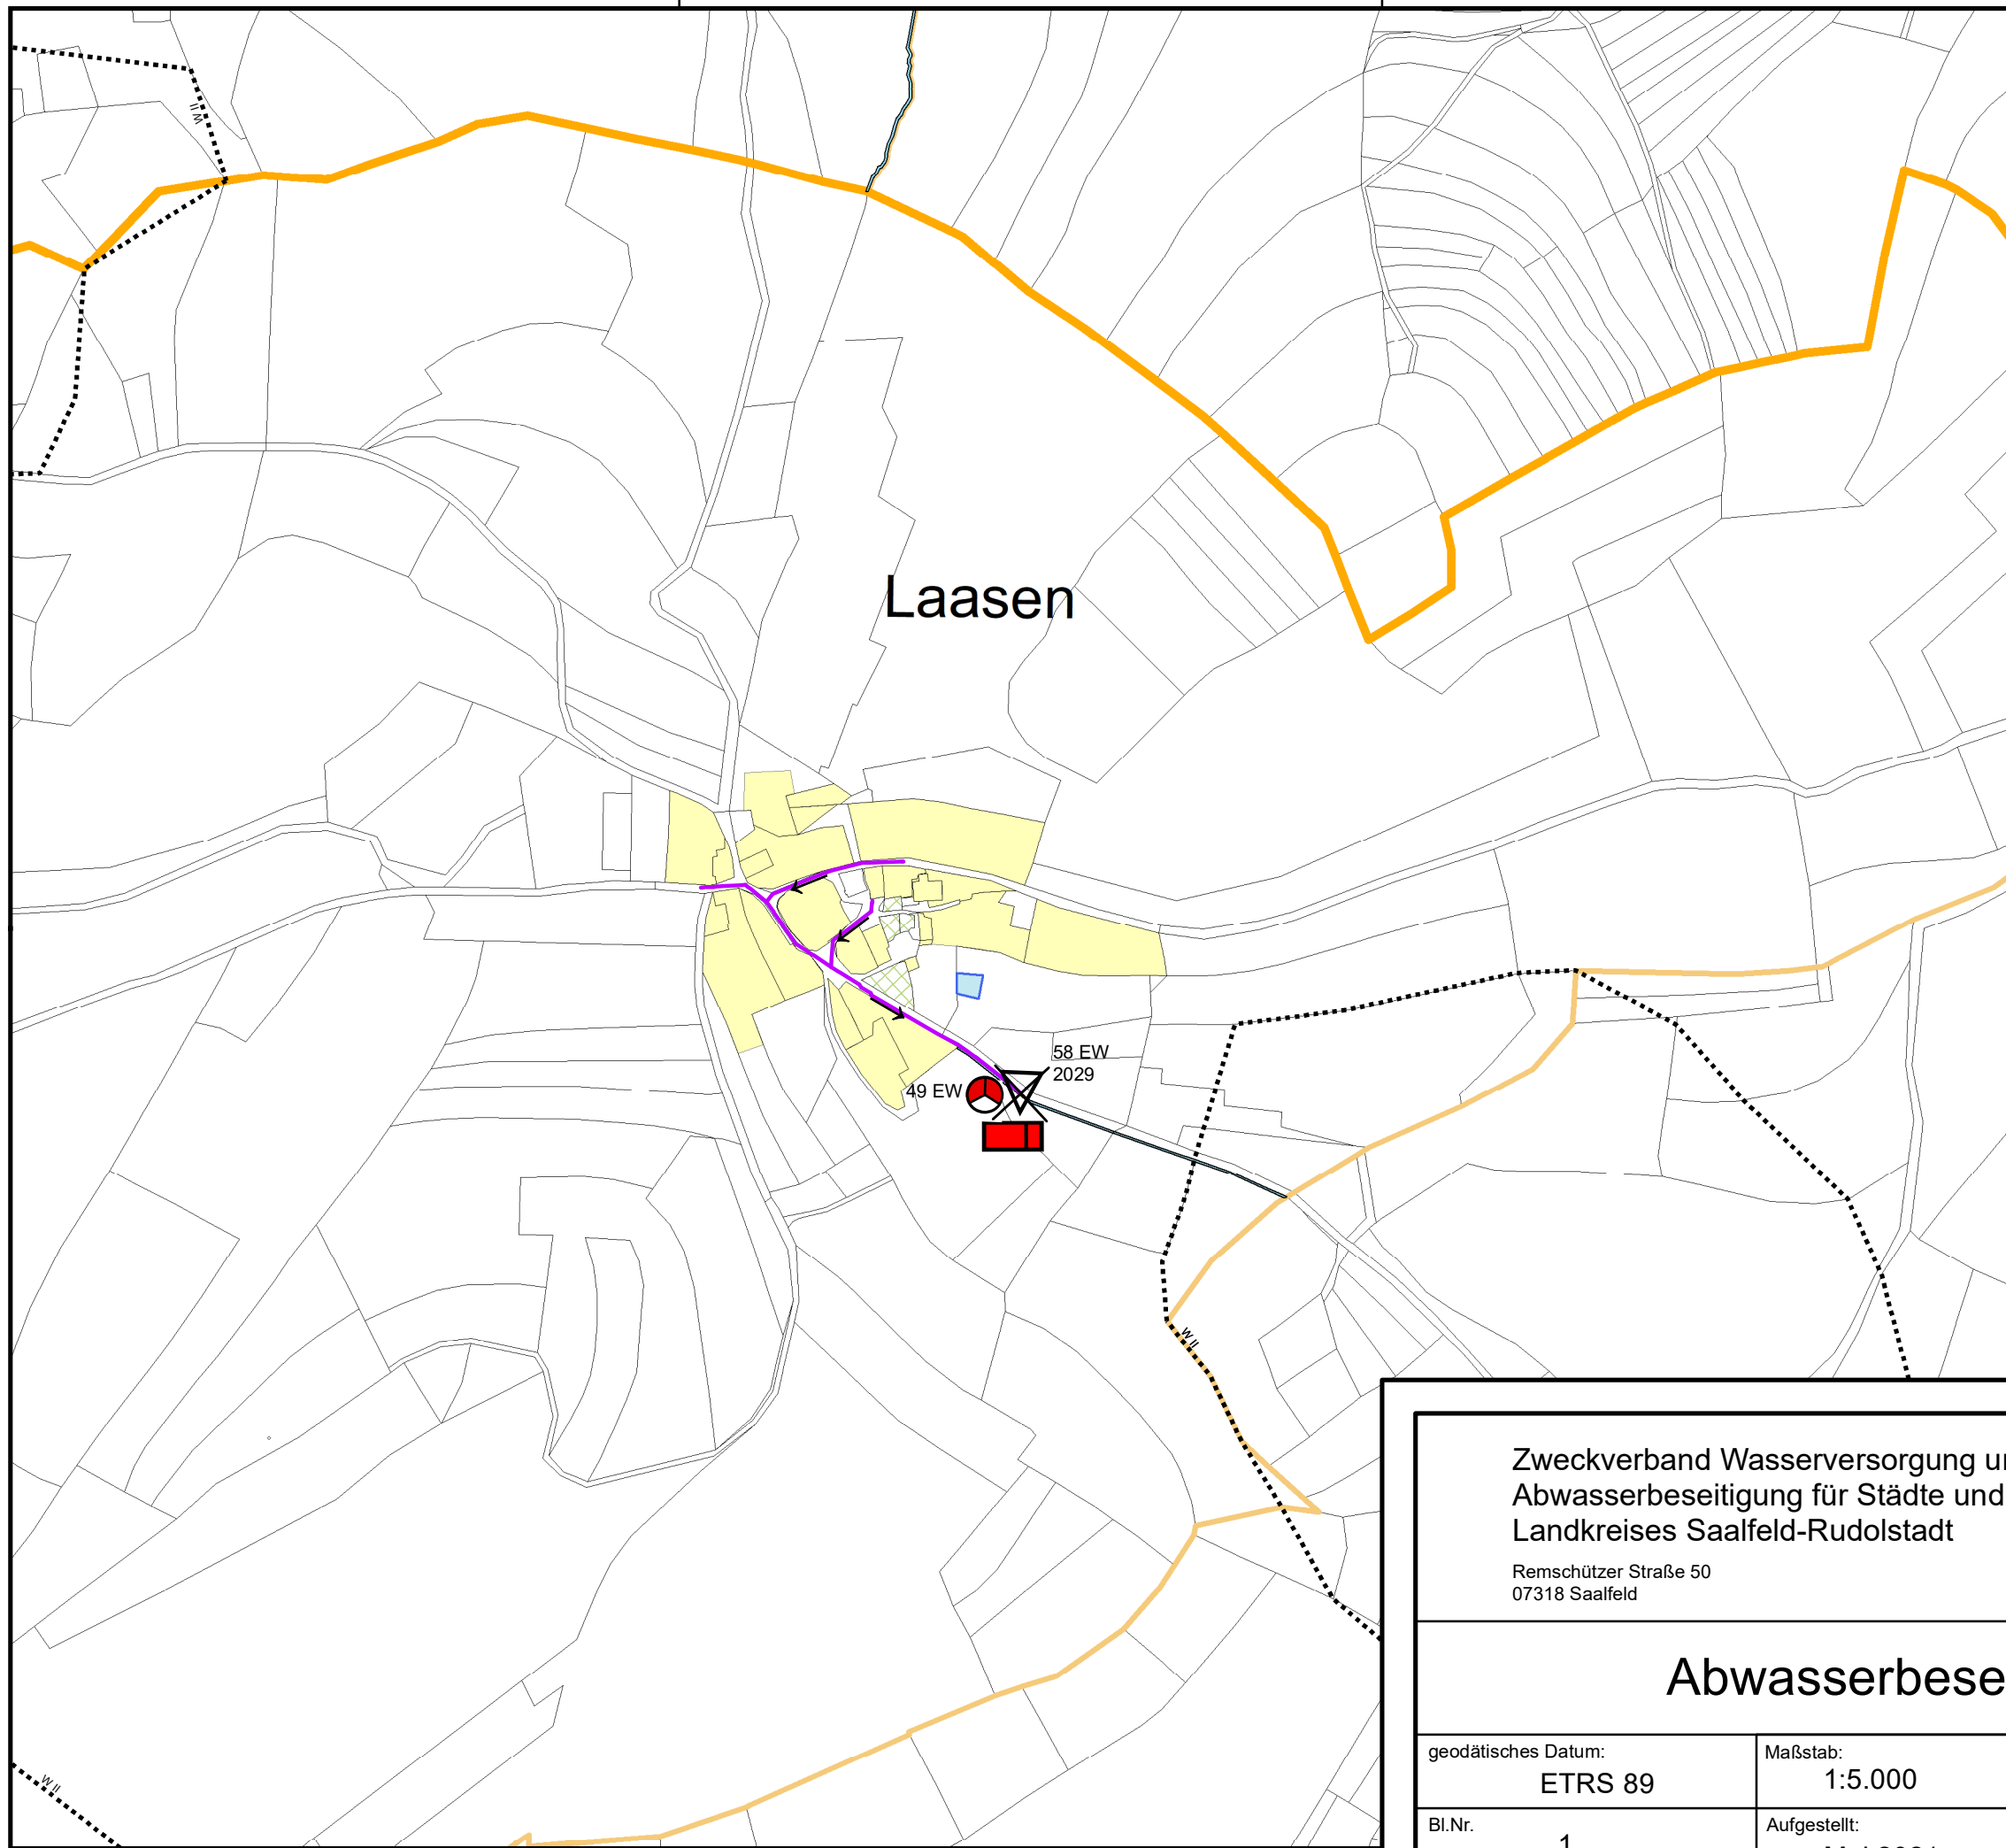 W II
Laasen
58 EW
2029
49 EW
W II
W II
Zweckverband Wasserversorgung
Abwasserbeseitigung für Städte und
Landkreises Saalfeld-Rudolstadt
Remschützer Straße 50
07318 Saalfeld
Abwasserbese
geodätisches Datum:
ETRS 89
Maßstab:
1:5.000
Bl.Nr.
1
Aufgestellt: